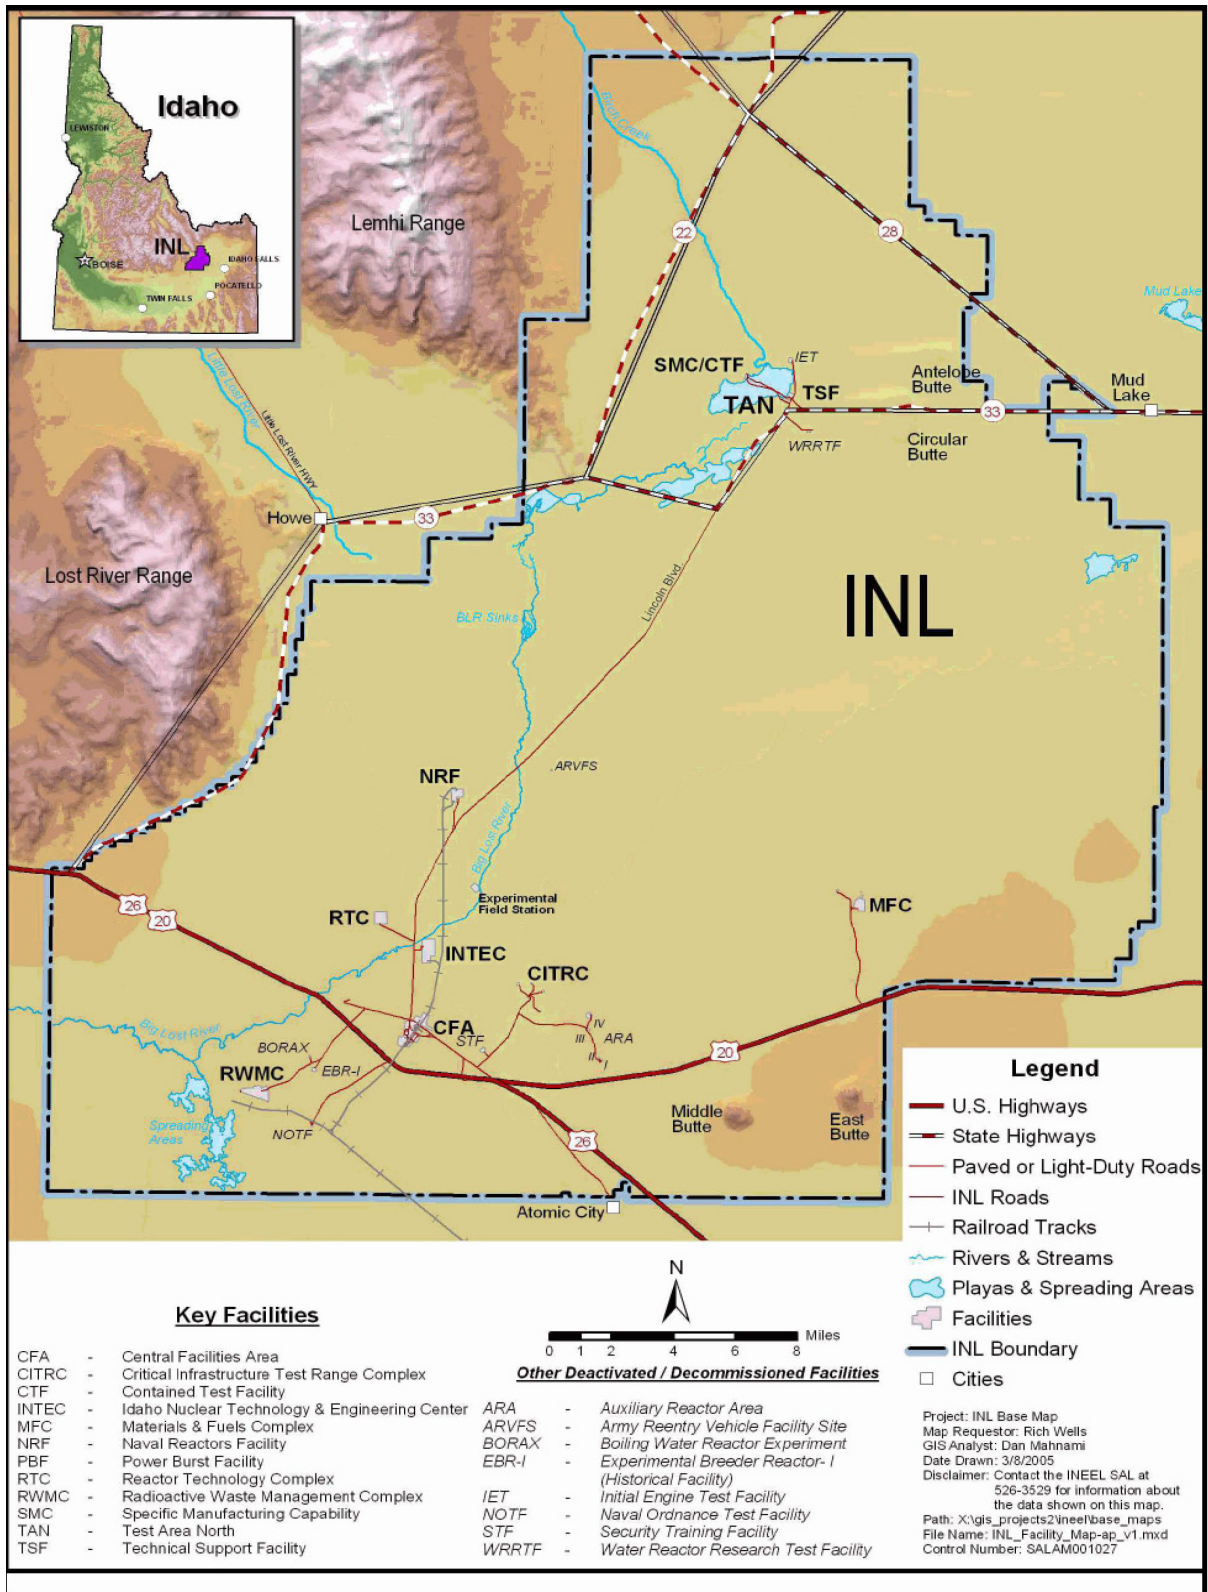 Idaho
LEWISTON
INL
BOISE
IDAHO FALLS
POCATELLO
TWIN FALLS
Birch Creek
Lemhi Range
22
28
Mud Lake
Little Lost River
Little Lost River HWY
SMC/CTF
IET
TAN
TSF
Antelope
Butte
Mud
Lake
33
WRRTF
Circular
Butte
Howe
33
Lost River Range
INL
Lincoln Blvd.
BLR Sinks
NRF
ARVFS
Big Lost River
Experimental
Field Station
MFC
26
20
RTC
INTEC
CITRC
Big Lost River
CFA
STF
IV
III
ARA
II
I
BORAX
EBR-I
RWMC
20
Spreading
Areas
NOTF
Middle
Butte
East
Butte
26
Atomic City
Legend
U.S. Highways
State Highways
Paved or Light-Duty Roads
INL Roads
Railroad Tracks
Rivers & Streams
Playas & Spreading Areas
Facilities
INL Boundary
Cities
N
0 1 2 4 6 8 Miles
Key Facilities
CFA - Central Facilities Area
CITRC - Critical Infrastructure Test Range Complex
CTF - Contained Test Facility
INTEC - Idaho Nuclear Technology & Engineering Center
MFC - Materials & Fuels Complex
NRF - Naval Reactors Facility
PBF - Power Burst Facility
RTC - Reactor Technology Complex
RWMC - Radioactive Waste Management Complex
SMC - Specific Manufacturing Capability
TAN - Test Area North
TSF - Technical Support Facility
Other Deactivated / Decommissioned Facilities
ARA - Auxiliary Reactor Area
ARVFS - Army Reentry Vehicle Facility Site
BORAX - Boiling Water Reactor Experiment
EBR-I - Experimental Breeder Reactor- I
(Historical Facility)
IET - Initial Engine Test Facility
NOTF - Naval Ordnance Test Facility
STF - Security Training Facility
WRRTF - Water Reactor Research Test Facility
Project: INL Base Map
Map Requestor: Rich Wells
GIS Analyst: Dan Mahnami
Date Drawn: 3/8/2005
Disclaimer: Contact the INEEL SAL at
526-3529 for information about
the data shown on this map.
Path: X:\gis_projects2\ineel\base_maps
File Name: INL_Facility_Map-ap_v1.mxd
Control Number: SALAM001027